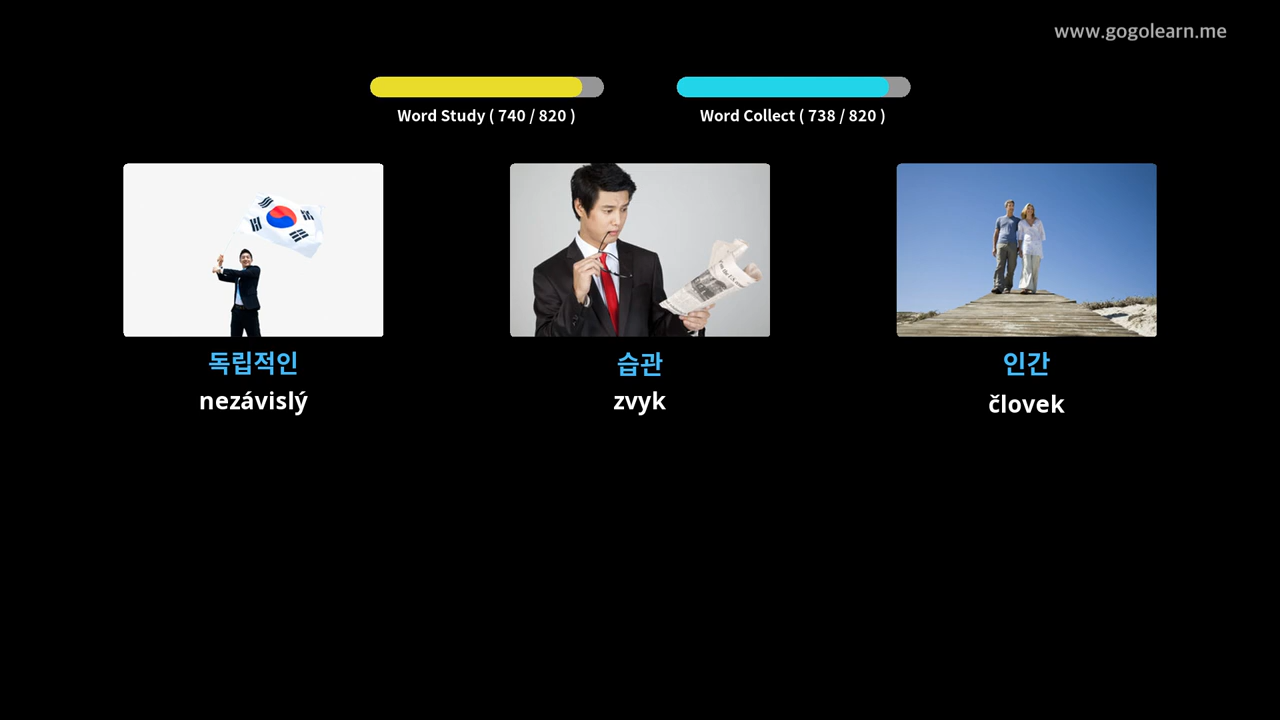 www.gogolearn.me
Word Study ( 740 / 820 )
Word Collect ( 738 / 820 )
독립적인
nezávislý
습관
zvyk
인간
človek